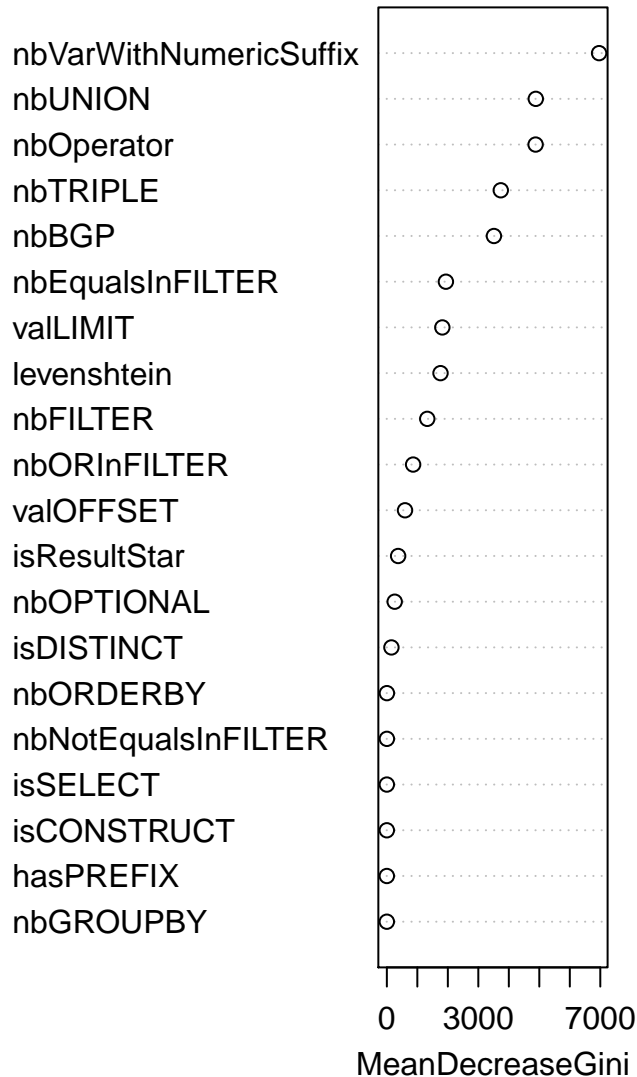 nbVarWithNumericSuffix
nbUNION
nbOperator
nbTRIPLE
nbBGP
nbEqualsInFILTER
valLIMIT
levenshtein
nbFILTER
nbORInFILTER
valOFFSET
isResultStar
nbOPTIONAL
isDISTINCT
nbORDERBY
nbNotEqualsInFILTER
isSELECT
isCONSTRUCT
hasPREFIX
nbGROUPBY
0 3000 7000
MeanDecreaseGini